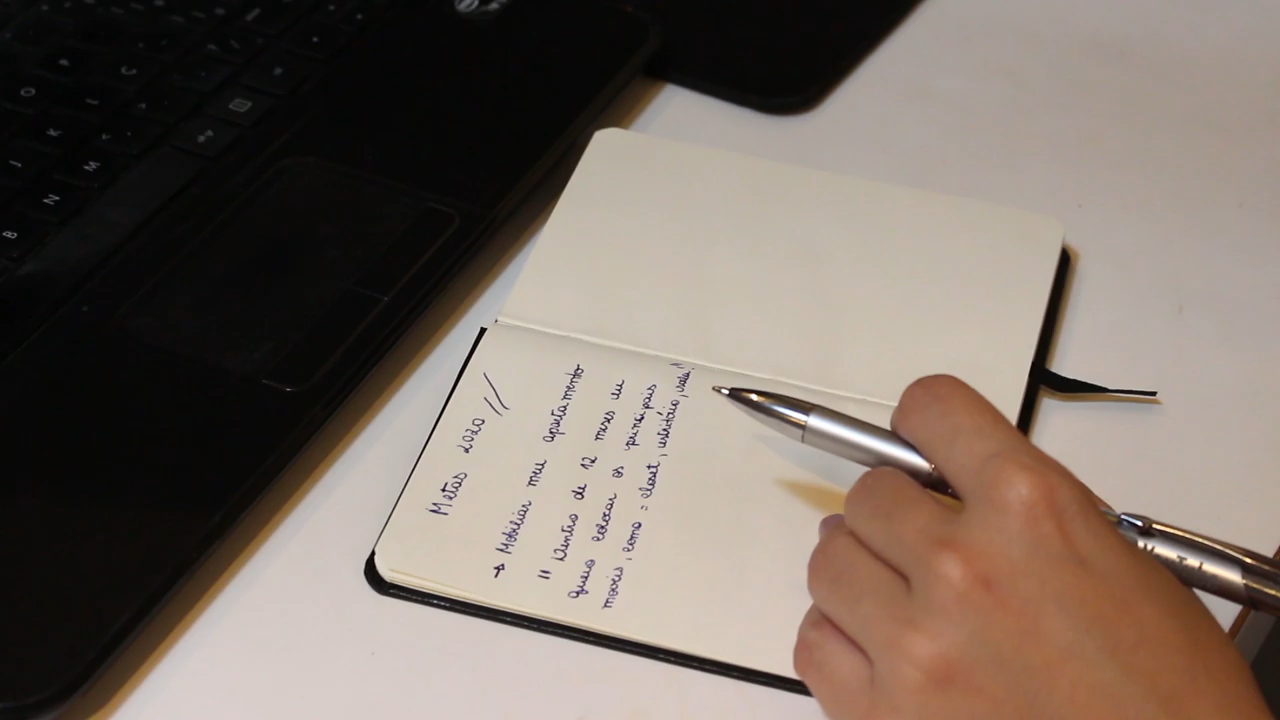 Metas 2020 //
→ Mobiliar meu apartamento
" Dentro de 12 meses eu
quero colocar os principais
móveis, como: closet, escritório, sala."